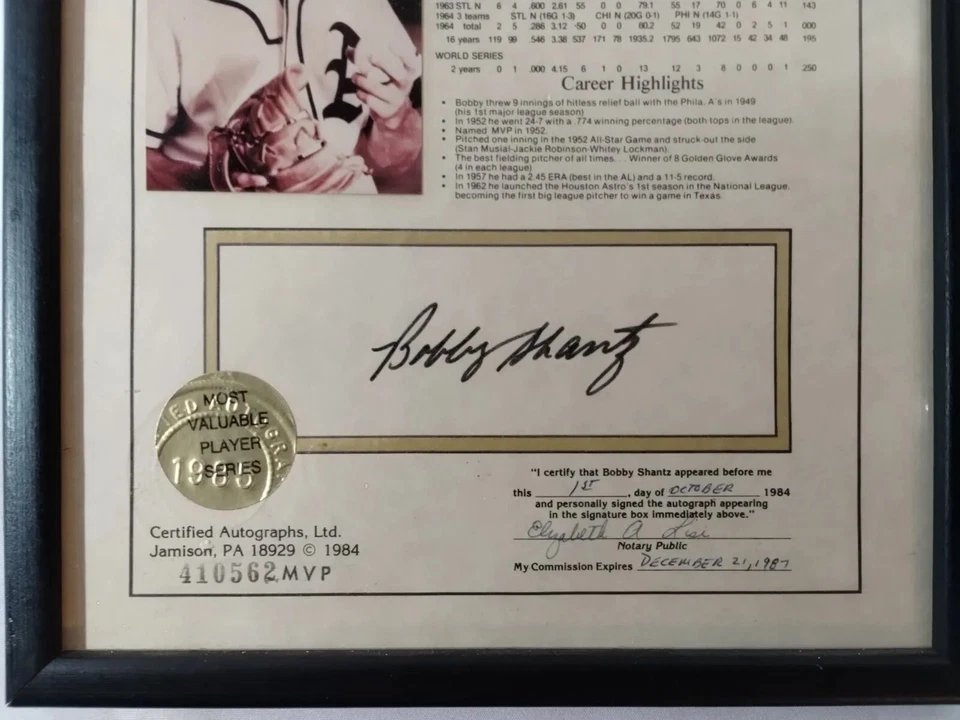 1963 STL N 6 4 .600 2.61 55 0 0 79.1 55 17 70 0 6 4 11 143
1964 3 teams STL N (16G 1-3) CHI N (20G 0-1) PHI N (14G 1-1)
1964 total 2 5 .286 3.12 50 0 0 60.2 52 19 42 0 2 5 1 .000
16 years 119 99 .546 3.38 537 171 78 1935.2 1795 643 1072 15 42 34 48 195
WORLD SERIES
2 years 0 1 .000 4.15 6 1 0 13 12 3 8 0 0 0 1 .250
Career Highlights
• Bobby threw 9 innings of hitless relief ball with the Phila. A's in 1949
(his 1st major league season)
• In 1952 he went 24-7 with a .774 winning percentage (both tops in the league).
• Named MVP in 1952.
• Pitched one inning in the 1952 All-Star Game and struck out the side
(Stan Musial-Jackie Robinson-Whitey Lockman).
• The best fielding pitcher of all times. . . Winner of 8 Golden Glove Awards
(4 in each league)
• In 1957 he had a 2.45 ERA (best in the AL) and a 11-5 record.
• In 1962 he launched the Houston Astro's 1st season in the National League,
becoming the first big league pitcher to win a game in Texas.
Bobby Shantz
MOST
VALUABLE
PLAYER
SERIES
"I certify that Bobby Shantz appeared before me
this 1ST, day of OCTOBER 1984
and personally signed the autograph appearing
in the signature box immediately above."
Elizabeth A
Notary Public
My Commission Expires DECEMBER 21, 1987
Certified Autographs, Ltd.
Jamison, PA 18929 © 1984
410562 MVP